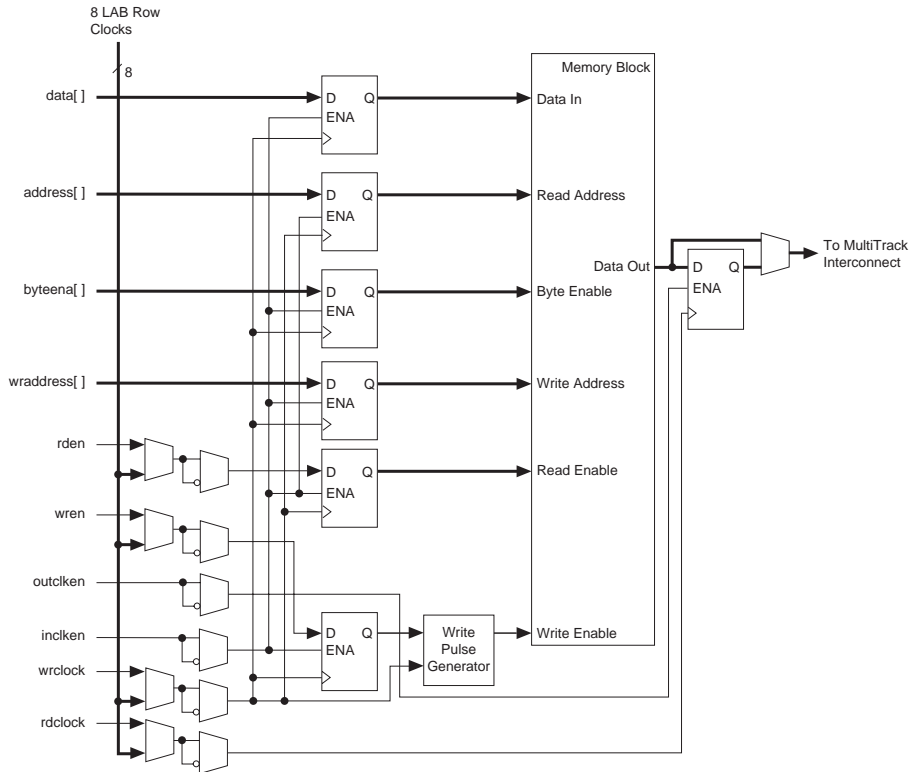 8 LAB Row
Clocks
8
Memory Block
data[ ]
D Q
ENA
Data In
address[ ]
D Q
ENA
Read Address
To MultiTrack
Interconnect
Data Out
D Q
ENA
byteena[ ]
D Q
ENA
Byte Enable
wraddress[ ]
D Q
ENA
Write Address
rden
D Q
ENA
Read Enable
wren
outclken
D Q
ENA
Write
Pulse
Generator
Write Enable
inclken
wrclock
rdclock